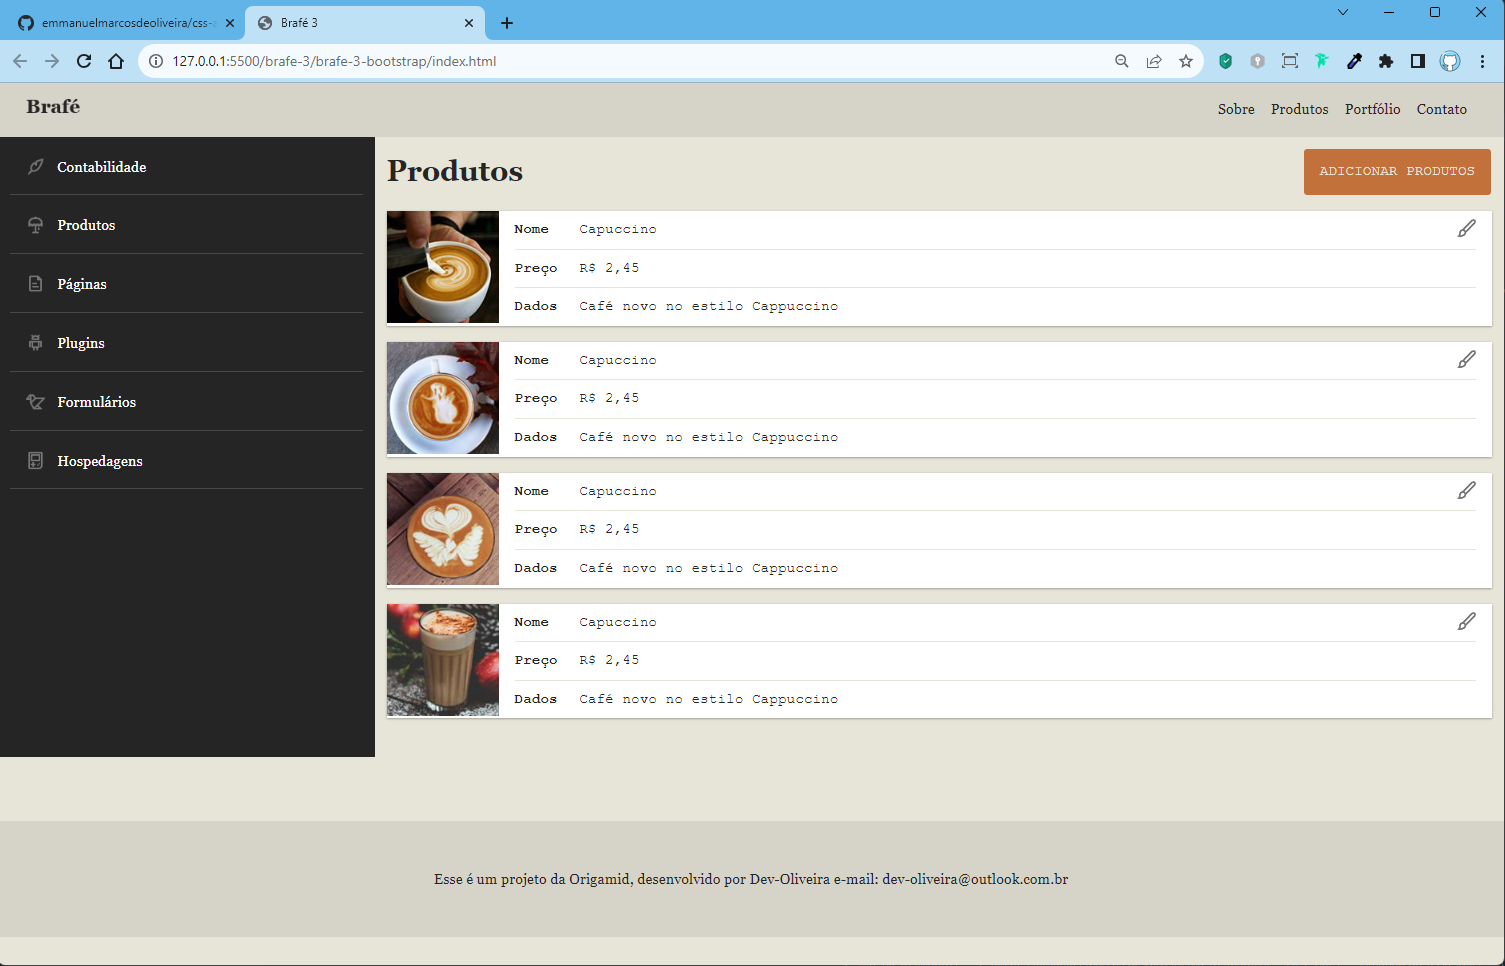 emmanuelmarcosdeoliveira/css-a
Brafé 3
127.0.0.1:5500/brafe-3/brafe-3-bootstrap/index.html
Brafé
Sobre Produtos Portfólio Contato
Contabilidade
Produtos
Páginas
Plugins
Formulários
Hospedagens
Produtos
ADICIONAR PRODUTOS
Nome Capuccino
Preço R$ 2,45
Dados Café novo no estilo Cappuccino
Nome Capuccino
Preço R$ 2,45
Dados Café novo no estilo Cappuccino
Nome Capuccino
Preço R$ 2,45
Dados Café novo no estilo Cappuccino
Nome Capuccino
Preço R$ 2,45
Dados Café novo no estilo Cappuccino
Esse é um projeto da Origamid, desenvolvido por Dev-Oliveira e-mail: dev-oliveira@outlook.com.br